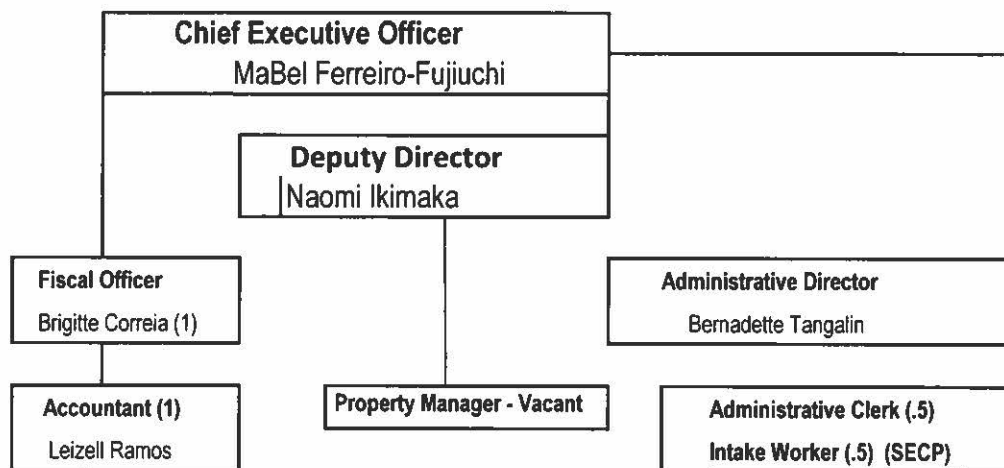 Chief Executive Officer
MaBel Ferreiro-Fujiuchi
Deputy Director
Naomi Ikimaka
Fiscal Officer
Brigitte Correia (1)
Administrative Director
Bernadette Tangalin
Accountant (1)
Leizell Ramos
Property Manager - Vacant
Administrative Clerk (.5)
Intake Worker (.5) (SECP)